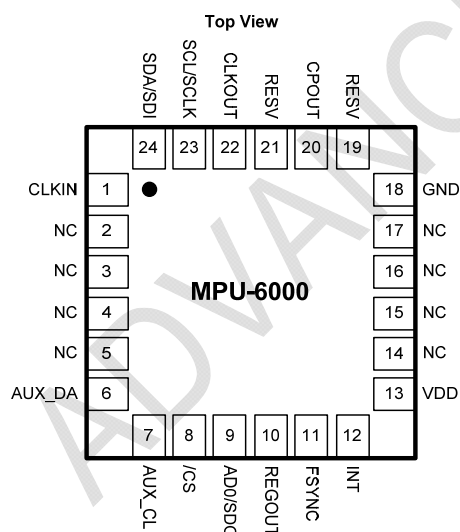 Top View
SDA/SDI
SCL/SCLK
CLKOUT
RESV
CPOUT
RESV
24 23 22 21 20 19
CLKIN 1 18 GND
NC 2 17 NC
NC 3 16 NC
MPU-6000
NC 4 15 NC
NC 5 14 NC
AUX_DA 6 13 VDD
7 8 9 10 11 12
AUX_CL
/CS
AD0/SDO
REGOUT
FSYNC
INT
ADVANC